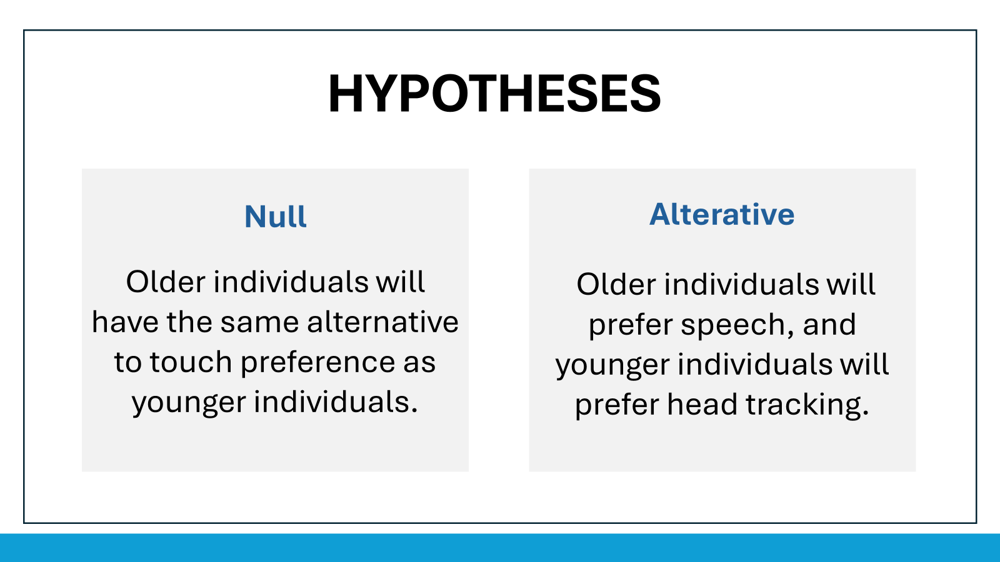 HYPOTHESES
Null
Older individuals will
have the same alternative
to touch preference as
younger individuals.
Alterative
Older individuals will
prefer speech, and
younger individuals will
prefer head tracking.